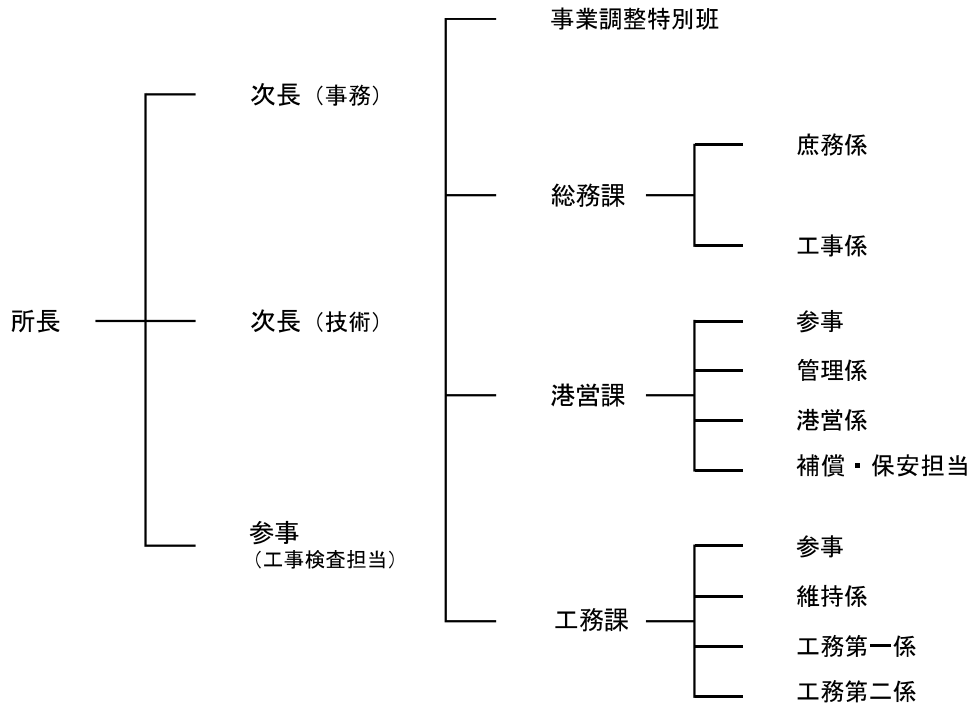 所長
次長（事務）
次長（技術）
参事
（工事検査担当）
事業調整特別班
総務課
庶務係
工事係
港営課
参事
管理係
港営係
補償・保安担当
工務課
参事
維持係
工務第一係
工務第二係